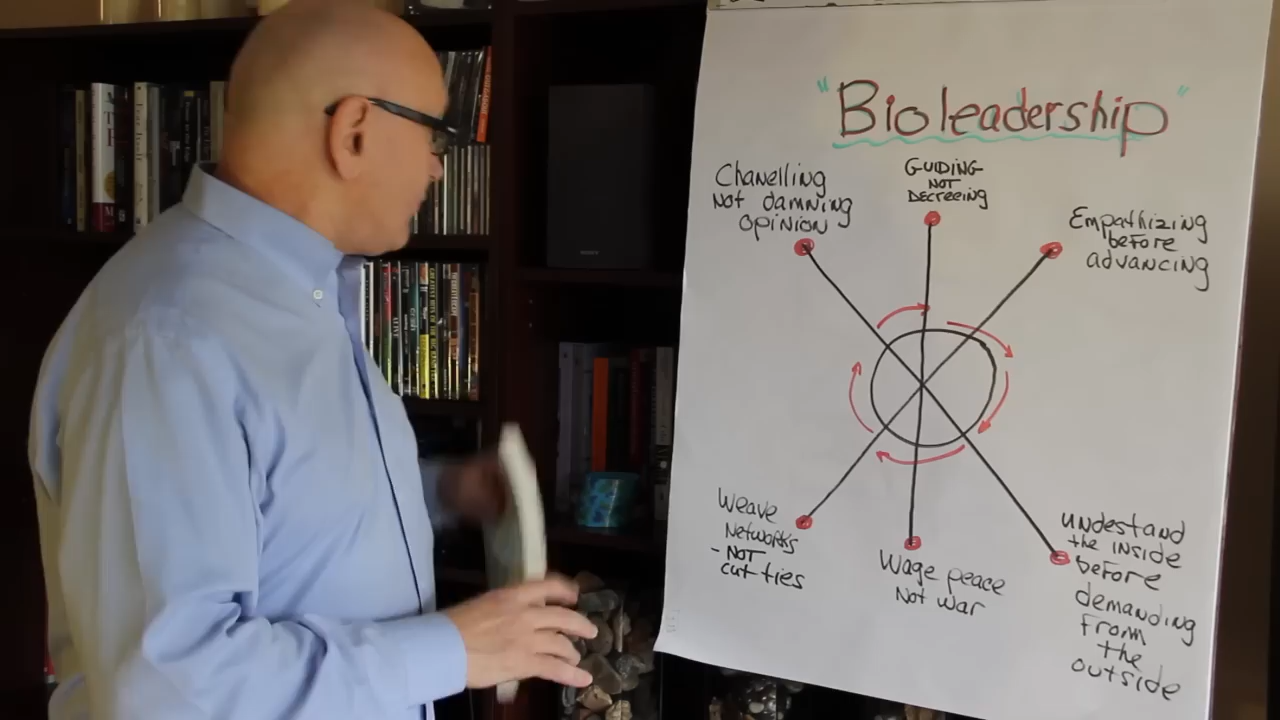 "Bioleadership"
Chanelling
Not damning
opinion
GUIDING
NOT
DECREEING
Empathizing
before
advancing
Weave
Networks
- NOT
cut ties
Wage peace
Not war
undestand
the inside
before
demanding
from
the
outside